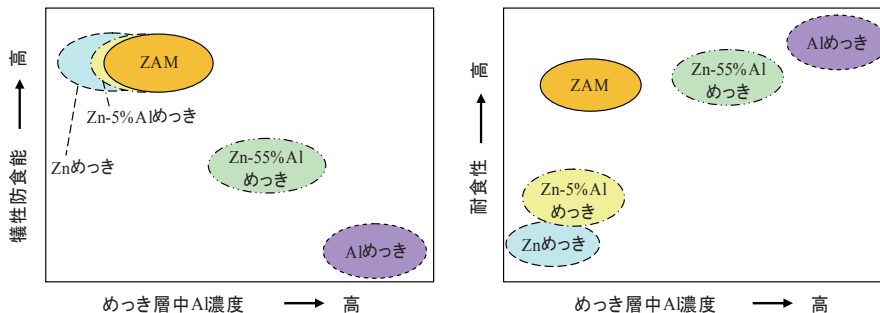 高
犠牲防食能
ZAM
Zn-5%Alめっき
Znめっき
Zn-55%Al
めっき
Alめっき
めっき層中Al濃度
高
高
耐食性
Alめっき
Zn-55%Al
めっき
ZAM
Zn-5%Al
めっき
Znめっき
めっき層中Al濃度
高